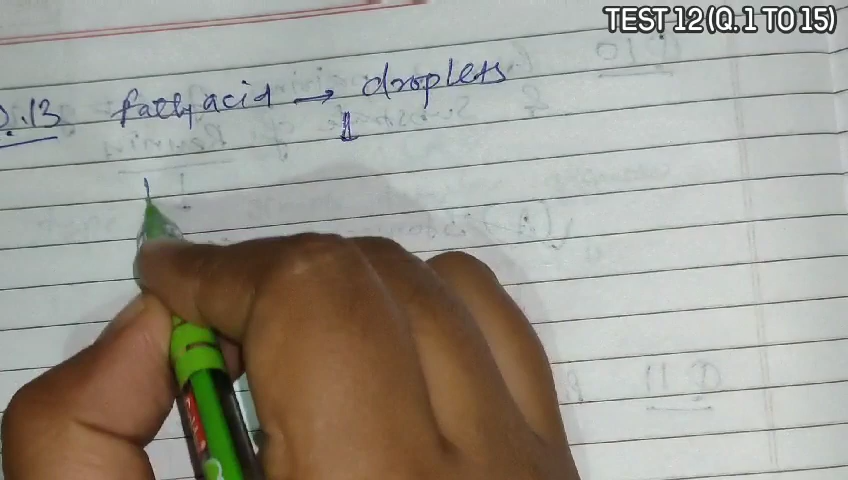 TEST 12 (Q. 1 TO 15)
Q.13 fatty acid → droplets
↓